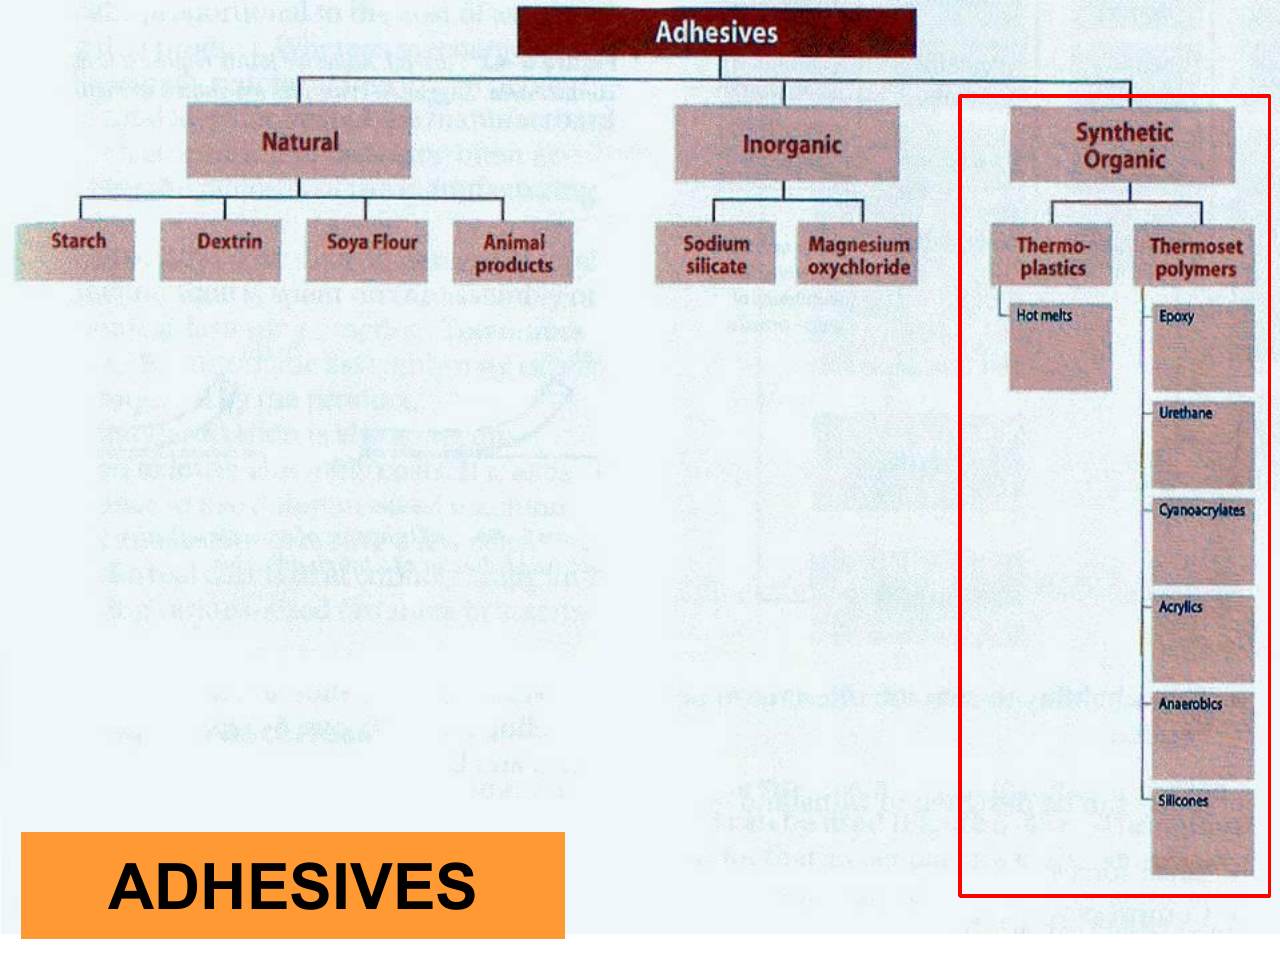 Adhesives
Natural
Inorganic
Synthetic
Organic
Starch
Dextrin
Soya Flour
Animal
products
Sodium
silicate
Magnesium
oxychloride
Thermo-
plastics
Thermoset
polymers
Hot melts
Epoxy
Urethane
Cyanoacrylates
Acrylics
Anaerobics
Silicones
ADHESIVES